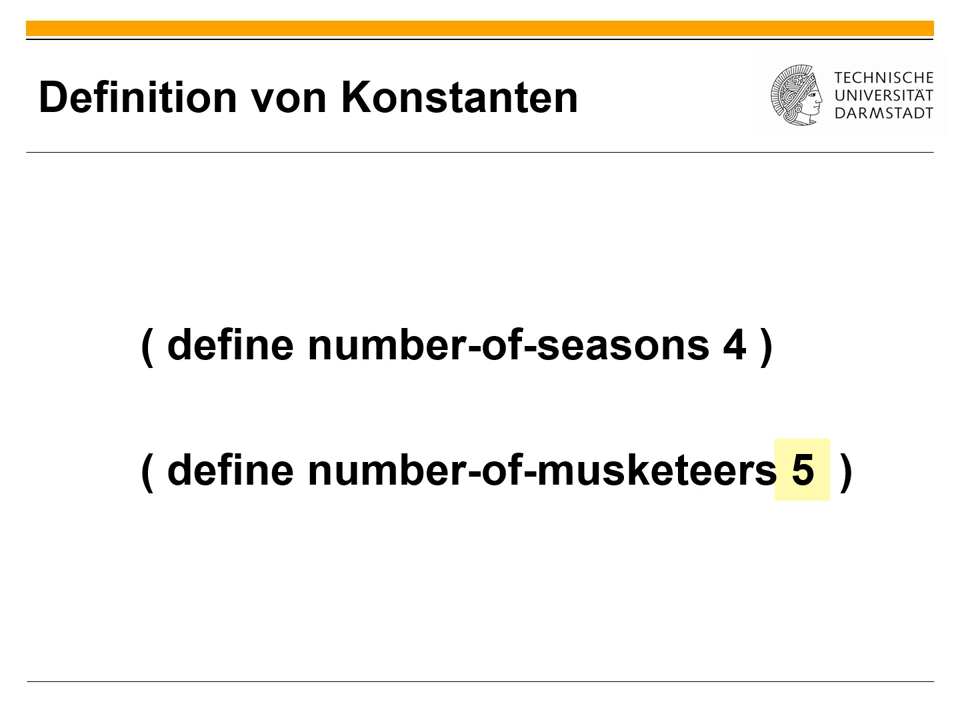 Definition von Konstanten
TECHNISCHE
UNIVERSITÄT
DARMSTADT
( define number-of-seasons 4 )
( define number-of-musketeers 5 )